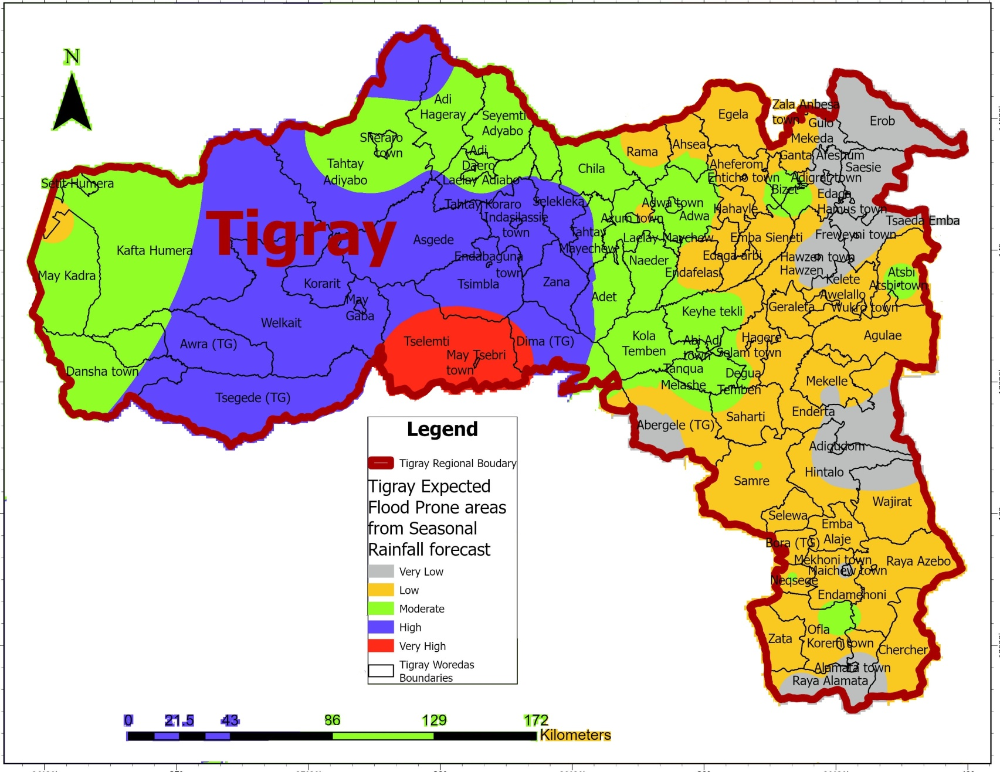 N
Tigray
Adi
Hageray
Seyemti
Adyabo
Sheraro
town
Tahtay
Adiyabo
Adi
Daero
Laelay Adiabo
Chila
Rama
Ahsea
Egela
Zala Anbesa
town
Gulo
Mekeda
Erob
Ganta Afeshum
Saesie
Aheferom
Enticho town
Adigrat town
Bizet
Edaga
Hamus town
Tsaeda Emba
Freweyni town
Setit Humera
Kafta Humera
May Kadra
Dansha town
Tahtay Koraro
Indasilassie
town
Selekleka
Asgede
Endabaguna
town
Tahtay
Mayechew
Axum town
Adwa town
Adwa
Laelay Maychew
Hahayle
Emba Sieneti
Edaga arbi
Naeder
Endafelasi
Hawzen town
Hawzen
Kelete
Awelallo
Wukro town
Atsbi
Atsbi town
Korarit
May
Gaba
Welkait
Tsimbla
Zana
Adet
Keyhe tekli
Geraleta
Agulae
Awra (TG)
Tselemti
May Tsebri
town
Dima (TG)
Kola
Temben
Abi Adi
town
Hagere
Selam town
Tanqua
Melashe
Degua
Temben
Mekelle
Tsegede (TG)
Abergele (TG)
Saharti
Enderta
Adigudom
Hintalo
Samre
Wajirat
Selewa
Emba
Alaje
Bora (TG)
Mekhoni town
Maichew town
Raya Azebo
Neqsege
Endamehoni
Ofla
Zata
Korem town
Chercher
Alamata town
Raya Alamata
Legend
Tigray Regional Boudary
Tigray Expected
Flood Prone areas
from Seasonal
Rainfall forecast
Very Low
Low
Moderate
High
Very High
Tigray Woredas
Boundaries
0 21.5 43 86 129 172
Kilometers